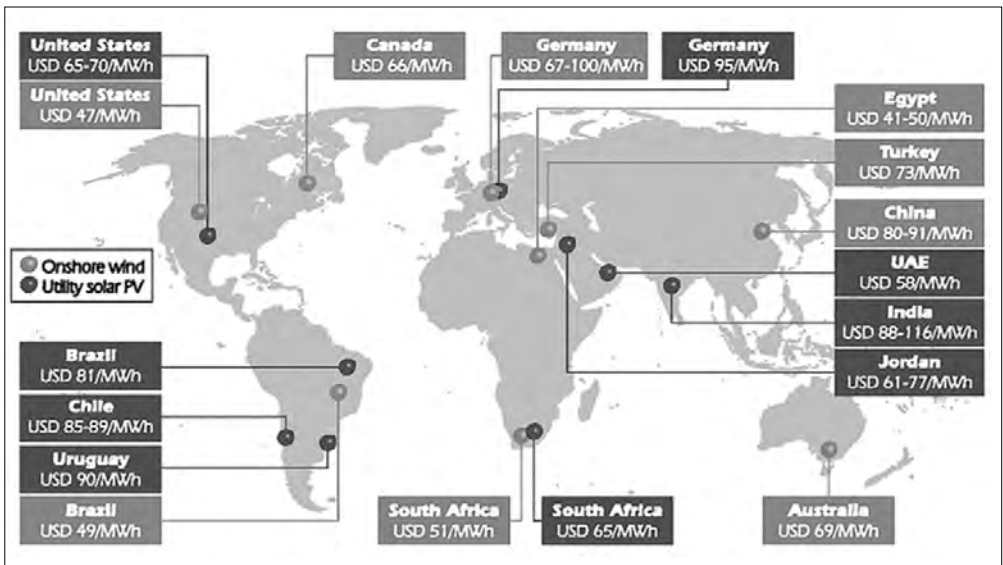 United States
USD 65-70/MWh
United States
USD 47/MWh
Canada
USD 66/MWh
Germany
USD 67-100/MWh
Germany
USD 95/MWh
Egypt
USD 41-50/MWh
Turkey
USD 73/MWh
China
USD 80-91/MWh
UAE
USD 58/MWh
India
USD 88-116/MWh
Jordan
USD 61-77/MWh
Onshore wind
Utility solar PV
Brazil
USD 81/MWh
Chile
USD 85-89/MWh
Uruguay
USD 90/MWh
Brazil
USD 49/MWh
South Africa
USD 51/MWh
South Africa
USD 65/MWh
Australia
USD 69/MWh